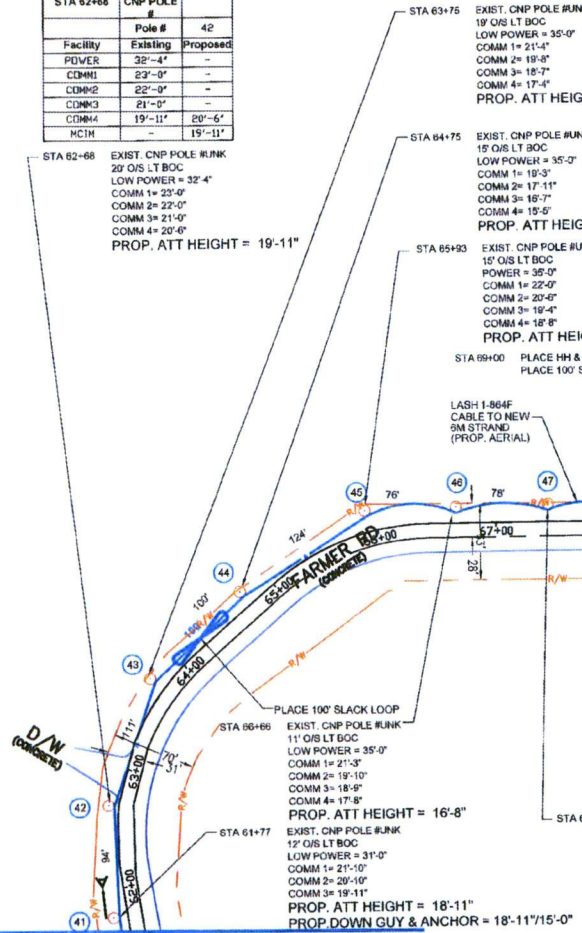 STA 62+68 CNP POLE #
Pole # 42
Facility Existing Proposed
POWER 32'-4" -
COMM1 23'-0" -
COMM2 22'-0" -
COMM3 21'-0" -
COMM4 19'-11" 20'-6"
MCIM - 19'-11"
STA 62+68 EXIST. CNP POLE #UNK
20' O/S LT BOC
LOW POWER = 32'-4"
COMM 1= 23'-0"
COMM 2= 22'-0"
COMM 3= 21'-0"
COMM 4= 20'-6"
PROP. ATT HEIGHT = 19'-11"
STA 63+75 EXIST. CNP POLE #UN
19' O/S LT BOC
LOW POWER = 35'-0"
COMM 1= 21'-4"
COMM 2= 19'-8"
COMM 3= 18'-7"
COMM 4= 17'-4"
PROP. ATT HEIG
STA 64+75 EXIST. CNP POLE #UN
15' O/S LT BOC
LOW POWER = 35'-0"
COMM 1= 19'-3"
COMM 2= 17'-11"
COMM 3= 16'-7"
COMM 4= 15'-5"
PROP. ATT HEIG
STA 65+93 EXIST. CNP POLE #U
15' O/S LT BOC
POWER = 35'-0"
COMM 1= 22'-0"
COMM 2= 20'-6"
COMM 3= 19'-4"
COMM 4= 18'-8"
PROP. ATT HEI
STA 69+00 PLACE HH &
PLACE 100' S
LASH 1-864F
CABLE TO NEW
6M STRAND
(PROP. AERIAL)
45 76' 46 78' 47
R/W R/W
124'
FARMER RD
(CONCRETE)
65+00 66+00 67+00
28'
R/W
44
100'
R/W
100'
64+00
R/W
43
PLACE 100' SLACK LOOP
D/W
(CONCRETE)
111'
70'
31'
63+00
R/W
42
94'
62+00
R/W
41
STA 66+66 EXIST. CNP POLE #UNK
11' O/S LT BOC
LOW POWER = 35'-0"
COMM 1= 21'-3"
COMM 2= 19'-10"
COMM 3= 18'-9"
COMM 4= 17'-8"
PROP. ATT HEIGHT = 16'-8"
STA 61+77 EXIST. CNP POLE #UNK
12' O/S LT BOC
LOW POWER = 31'-0"
COMM 1= 21'-10"
COMM 2= 20'-10"
COMM 3= 19'-11"
PROP. ATT HEIGHT = 18'-11"
PROP.DOWN GUY & ANCHOR = 18'-11"/15'-0"
STA 6